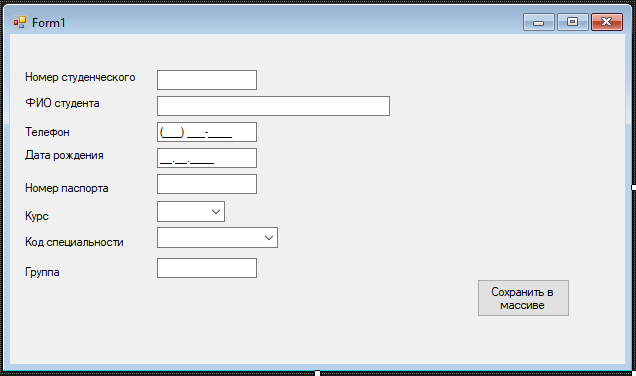 Form1
Номер студенческого
ФИО студента
Телефон
(___) ___-____
Дата рождения
__.__.____
Номер паспорта
Курс
Код специальности
Группа
Сохранить в
массиве